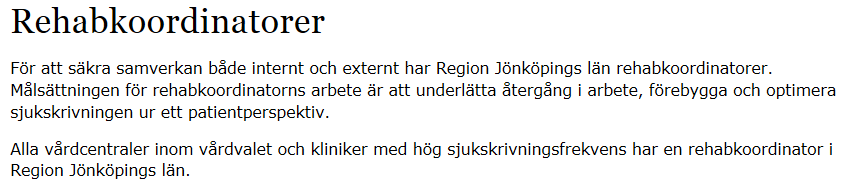 Rehabkoordinatorer
För att säkra samverkan både internt och externt har Region Jönköpings län rehabkoordinatorer.
Målsättningen för rehabkoordinatorns arbete är att underlätta återgång i arbete, förebygga och optimera
sjukskrivningen ur ett patientperspektiv.
Alla vårdcentraler inom vårdvalet och kliniker med hög sjukskrivningsfrekvens har en rehabkoordinator i
Region Jönköpings län.